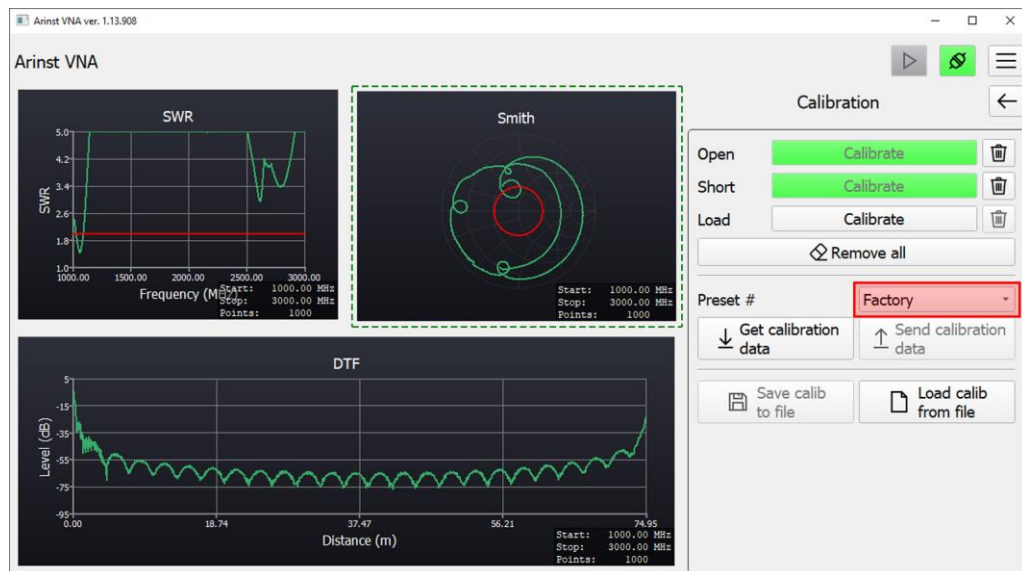 Arinst VNA ver. 1.13.908
Arinst VNA
SWR
5.0
4.2
3.4
2.6
1.8
1.0
SWR
1000.00 1500.00 2000.00 2500.00 3000.00
Frequency (MHz)
Start: 1000.00 MHz
Stop: 3000.00 MHz
Points: 1000
Smith
Start: 1000.00 MHz
Stop: 3000.00 MHz
Points: 1000
DTF
5
-15
-35
-55
-75
-95
Level (dB)
0.00 18.74 37.47 56.21 74.95
Distance (m)
Start: 1000.00 MHz
Stop: 3000.00 MHz
Points: 1000
Calibration
Open Calibrate
Short Calibrate
Load Calibrate
Remove all
Preset # Factory
Get calibration
data
Send calibration
data
Save calib
to file
Load calib
from file